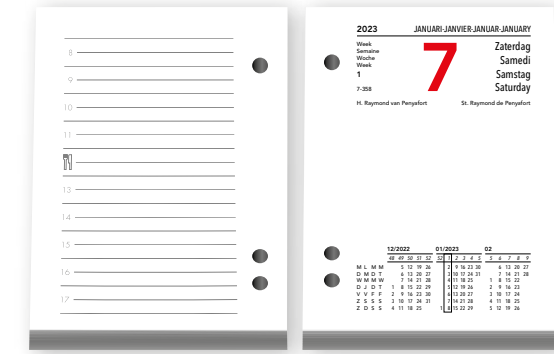 8
9
10
11
13
14
15
16
17
2023 JANUARI-JANVIER-JANUAR-JANUARY
Week
Semaine
Woche
Week
1
7-358
7
Zaterdag
Samedi
Samstag
Saturday
H. Raymond van Penyafort St. Raymond de Penyafort
12/2022 01/2023 02
48 49 50 51 52 52 1 2 3 4 5 5 6 7 8 9
M L M M 5 12 19 26 2 9 16 23 30 6 13 20 27
D M D T 6 13 20 27 3 10 17 24 31 7 14 21 28
W M M W 7 14 21 28 4 11 18 25 1 8 15 22
D J D T 1 8 15 22 29 5 12 19 26 2 9 16 23
V V F F 2 9 16 23 30 6 13 20 27 3 10 17 24
Z S S S 3 10 17 24 31 7 14 21 28 4 11 18 25
Z D S S 4 11 18 25 1 8 15 22 29 5 12 19 26